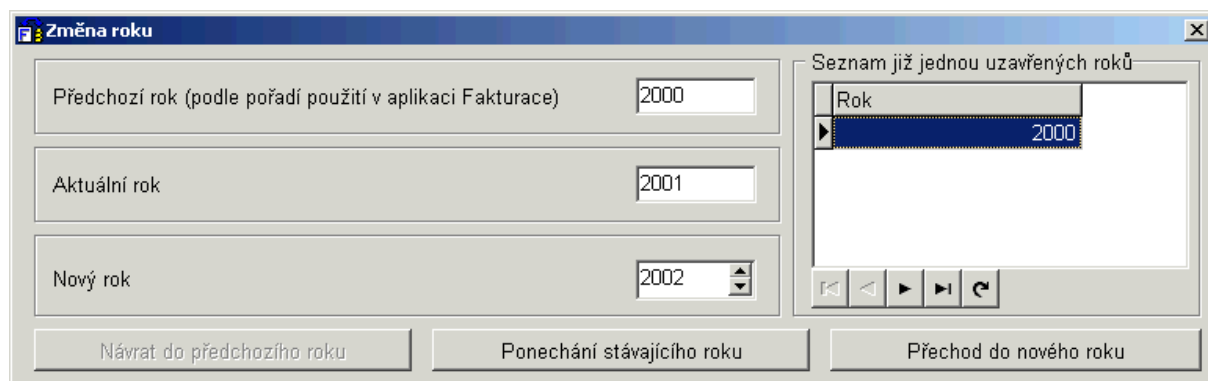 Změna roku
Předchozí rok (podle pořadí použití v aplikaci Fakturace)
2000
Aktuální rok
2001
Nový rok
2002
Seznam již jednou uzavřených roků
Rok
2000
Návrat do předchozího roku
Ponechání stávajícího roku
Přechod do nového roku